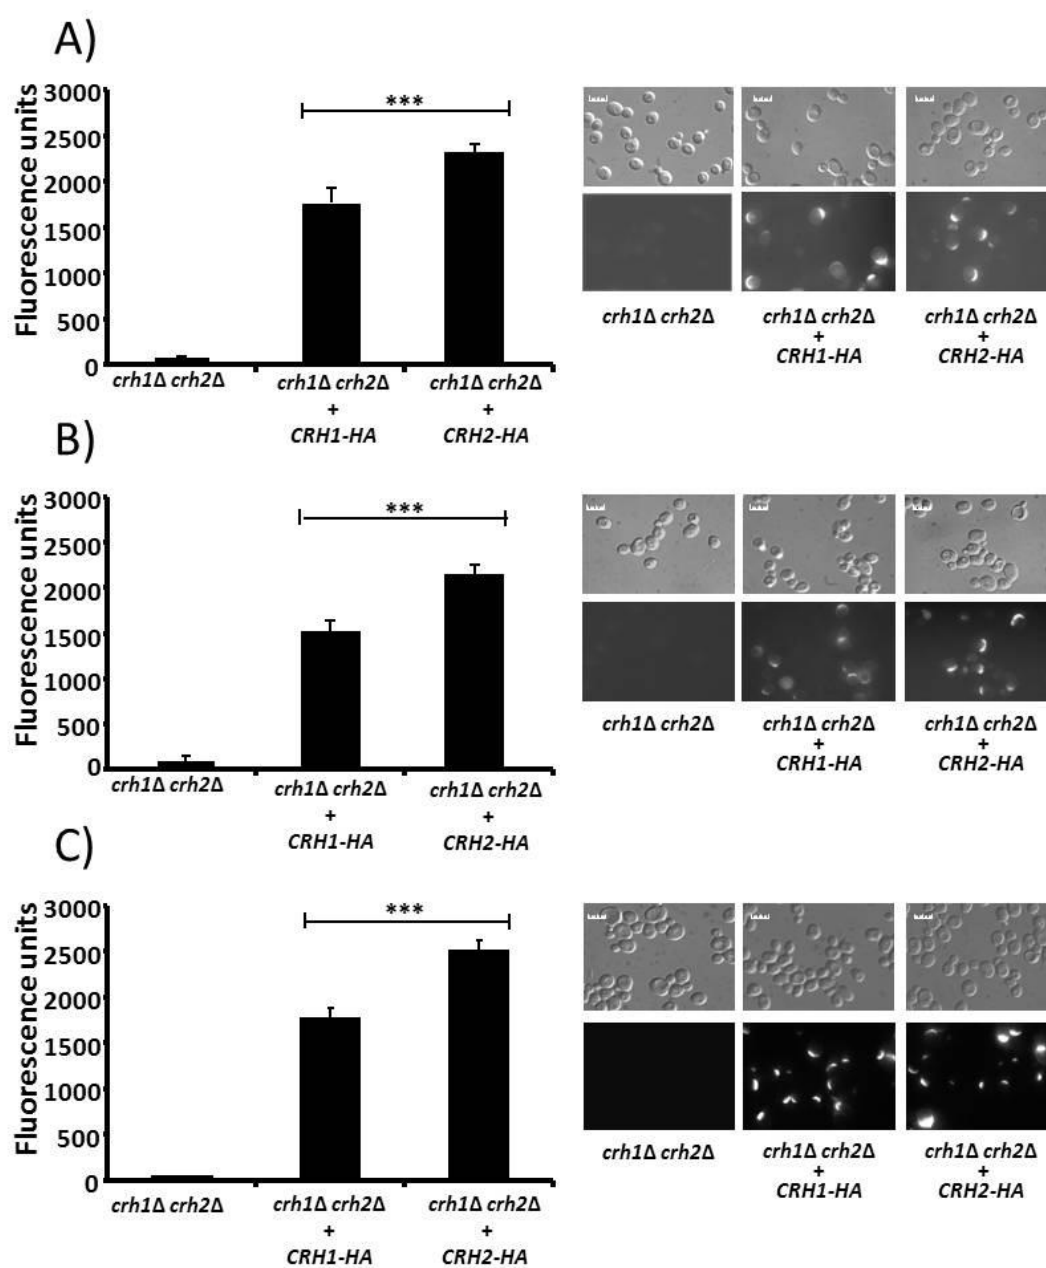 A)
Fluorescence units
3000
2500
2000
1500
1000
500
0
***
crh1Δ crh2Δ
crh1Δ crh2Δ
+
CRH1-HA
crh1Δ crh2Δ
+
CRH2-HA
crh1Δ crh2Δ
crh1Δ crh2Δ
+
CRH1-HA
crh1Δ crh2Δ
+
CRH2-HA
B)
Fluorescence units
3000
2500
2000
1500
1000
500
0
***
crh1Δ crh2Δ
crh1Δ crh2Δ
+
CRH1-HA
crh1Δ crh2Δ
+
CRH2-HA
crh1Δ crh2Δ
crh1Δ crh2Δ
+
CRH1-HA
crh1Δ crh2Δ
+
CRH2-HA
C)
Fluorescence units
3000
2500
2000
1500
1000
500
0
***
crh1Δ crh2Δ
crh1Δ crh2Δ
+
CRH1-HA
crh1Δ crh2Δ
+
CRH2-HA
crh1Δ crh2Δ
crh1Δ crh2Δ
+
CRH1-HA
crh1Δ crh2Δ
+
CRH2-HA